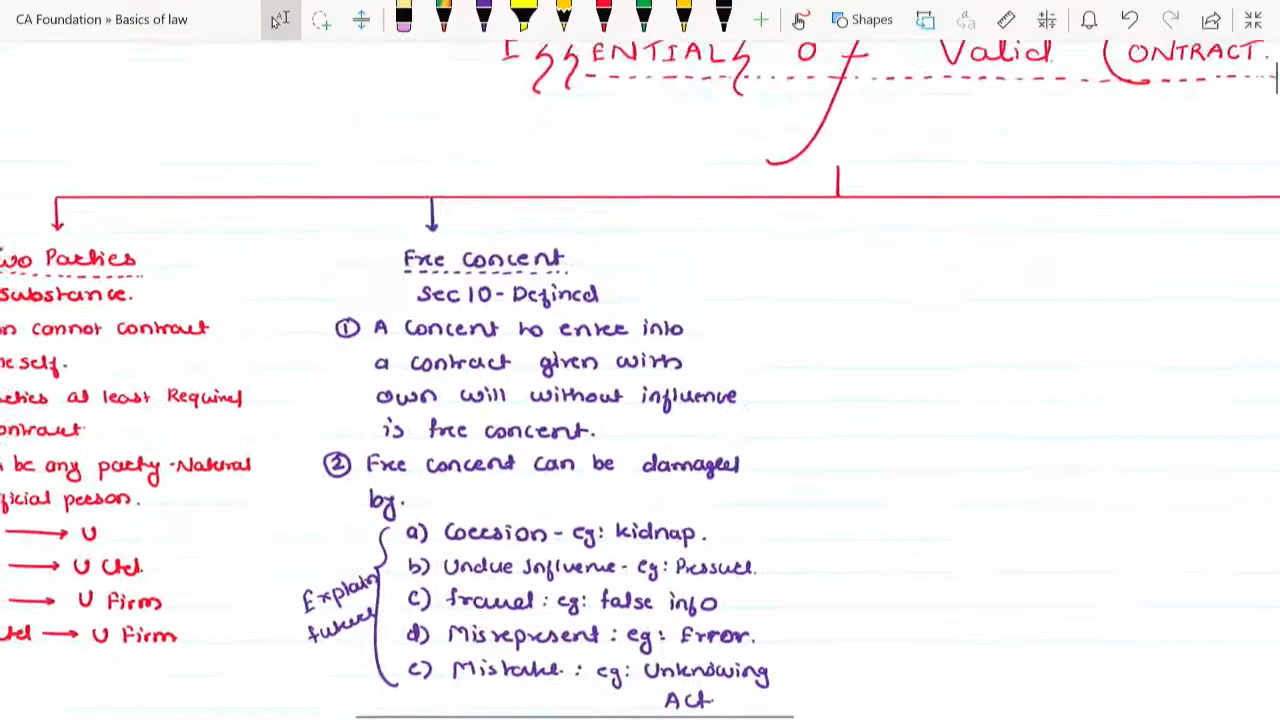 CA Foundation » Basics of law
Shapes
ESSENTIALS Of Valid CONTRACT.
wo Parties
substance.
n cannot contract
self.
rties at least Required
ontract
be any party - Natural
ficial person.
→ U
→ U Ltd.
→ U Firm
Ltd → U Firm
Free concent
Sec 10 - Defined
① A concent to enter into
a contract given with
own will without influence
is free concent.
② Free concent can be damaged
by.
Explain
future
a) Coersion - eg: kidnap.
b) Undue Influence - eg: Pressure.
c) fraud : eg: false info
d) Misrepresent : eg: Error.
e) Mistake : eg: Unknowing
Act